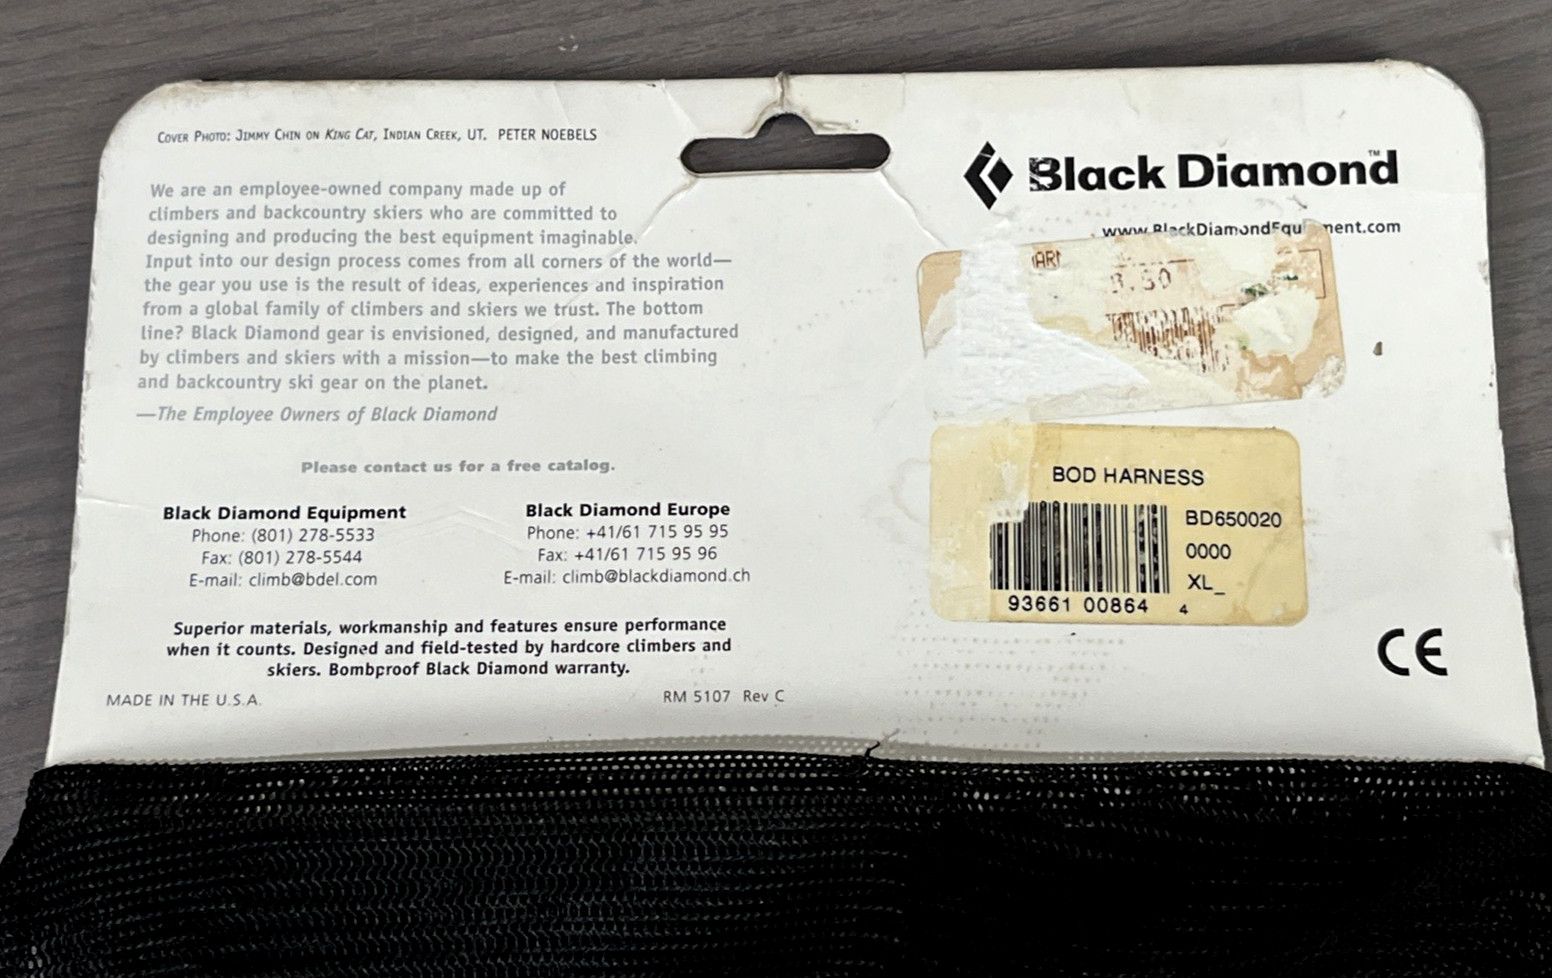 COVER PHOTO: JIMMY CHIN ON KING CAT, INDIAN CREEK, UT. PETER NOEBELS
We are an employee-owned company made up of
climbers and backcountry skiers who are committed to
designing and producing the best equipment imaginable.
Input into our design process comes from all corners of the world—
the gear you use is the result of ideas, experiences and inspiration
from a global family of climbers and skiers we trust. The bottom
line? Black Diamond gear is envisioned, designed, and manufactured
by climbers and skiers with a mission—to make the best climbing
and backcountry ski gear on the planet.
—The Employee Owners of Black Diamond
Please contact us for a free catalog.
Black Diamond Equipment
Phone: (801) 278-5533
Fax: (801) 278-5544
E-mail: climb@bdel.com
Black Diamond Europe
Phone: +41/61 715 95 95
Fax: +41/61 715 95 96
E-mail: climb@blackdiamond.ch
Superior materials, workmanship and features ensure performance
when it counts. Designed and field-tested by hardcore climbers and
skiers. Bombproof Black Diamond warranty.
MADE IN THE U.S.A.
RM 5107 Rev C
Black Diamond™
www.BlackDiamondEquipment.com
BOD HARNESS
BD650020
0000
XL_
93661 00864 4
CE